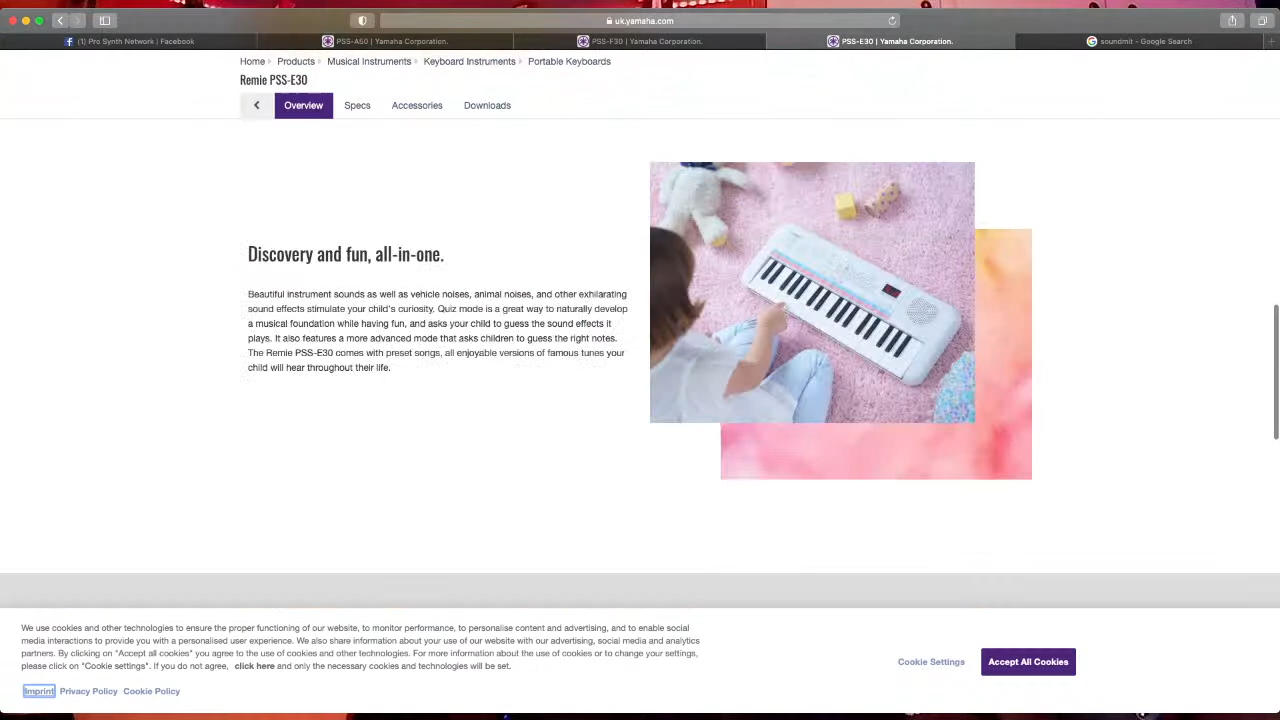 uk.yamaha.com
(1) Pro Synth Network | Facebook
PSS-A50 | Yamaha Corporation.
PSS-F30 | Yamaha Corporation.
PSS-E30 | Yamaha Corporation.
soundmit - Google Search
Home Products Musical Instruments Keyboard Instruments Portable Keyboards
Remie PSS-E30
Overview Specs Accessories Downloads
Discovery and fun, all-in-one.
Beautiful instrument sounds as well as vehicle noises, animal noises, and other exhilarating
sound effects stimulate your child's curiosity. Quiz mode is a great way to naturally develop
a musical foundation while having fun, and asks your child to guess the sound effects it
plays. It also features a more advanced mode that asks children to guess the right notes.
The Remie PSS-E30 comes with preset songs, all enjoyable versions of famous tunes your
child will hear throughout their life.
We use cookies and other technologies to ensure the proper functioning of our website, to monitor performance, to personalise content and advertising, and to enable social
media interactions to provide you with a personalised user experience. We also share information about your use of our website with our advertising, social media and analytics
partners. By clicking on "Accept all cookies" you agree to the use of cookies and other technologies. For more information about the use of cookies or to change your settings,
please click on "Cookie settings". If you do not agree, click here and only the necessary cookies and technologies will be set.
Imprint Privacy Policy Cookie Policy
Cookie Settings
Accept All Cookies